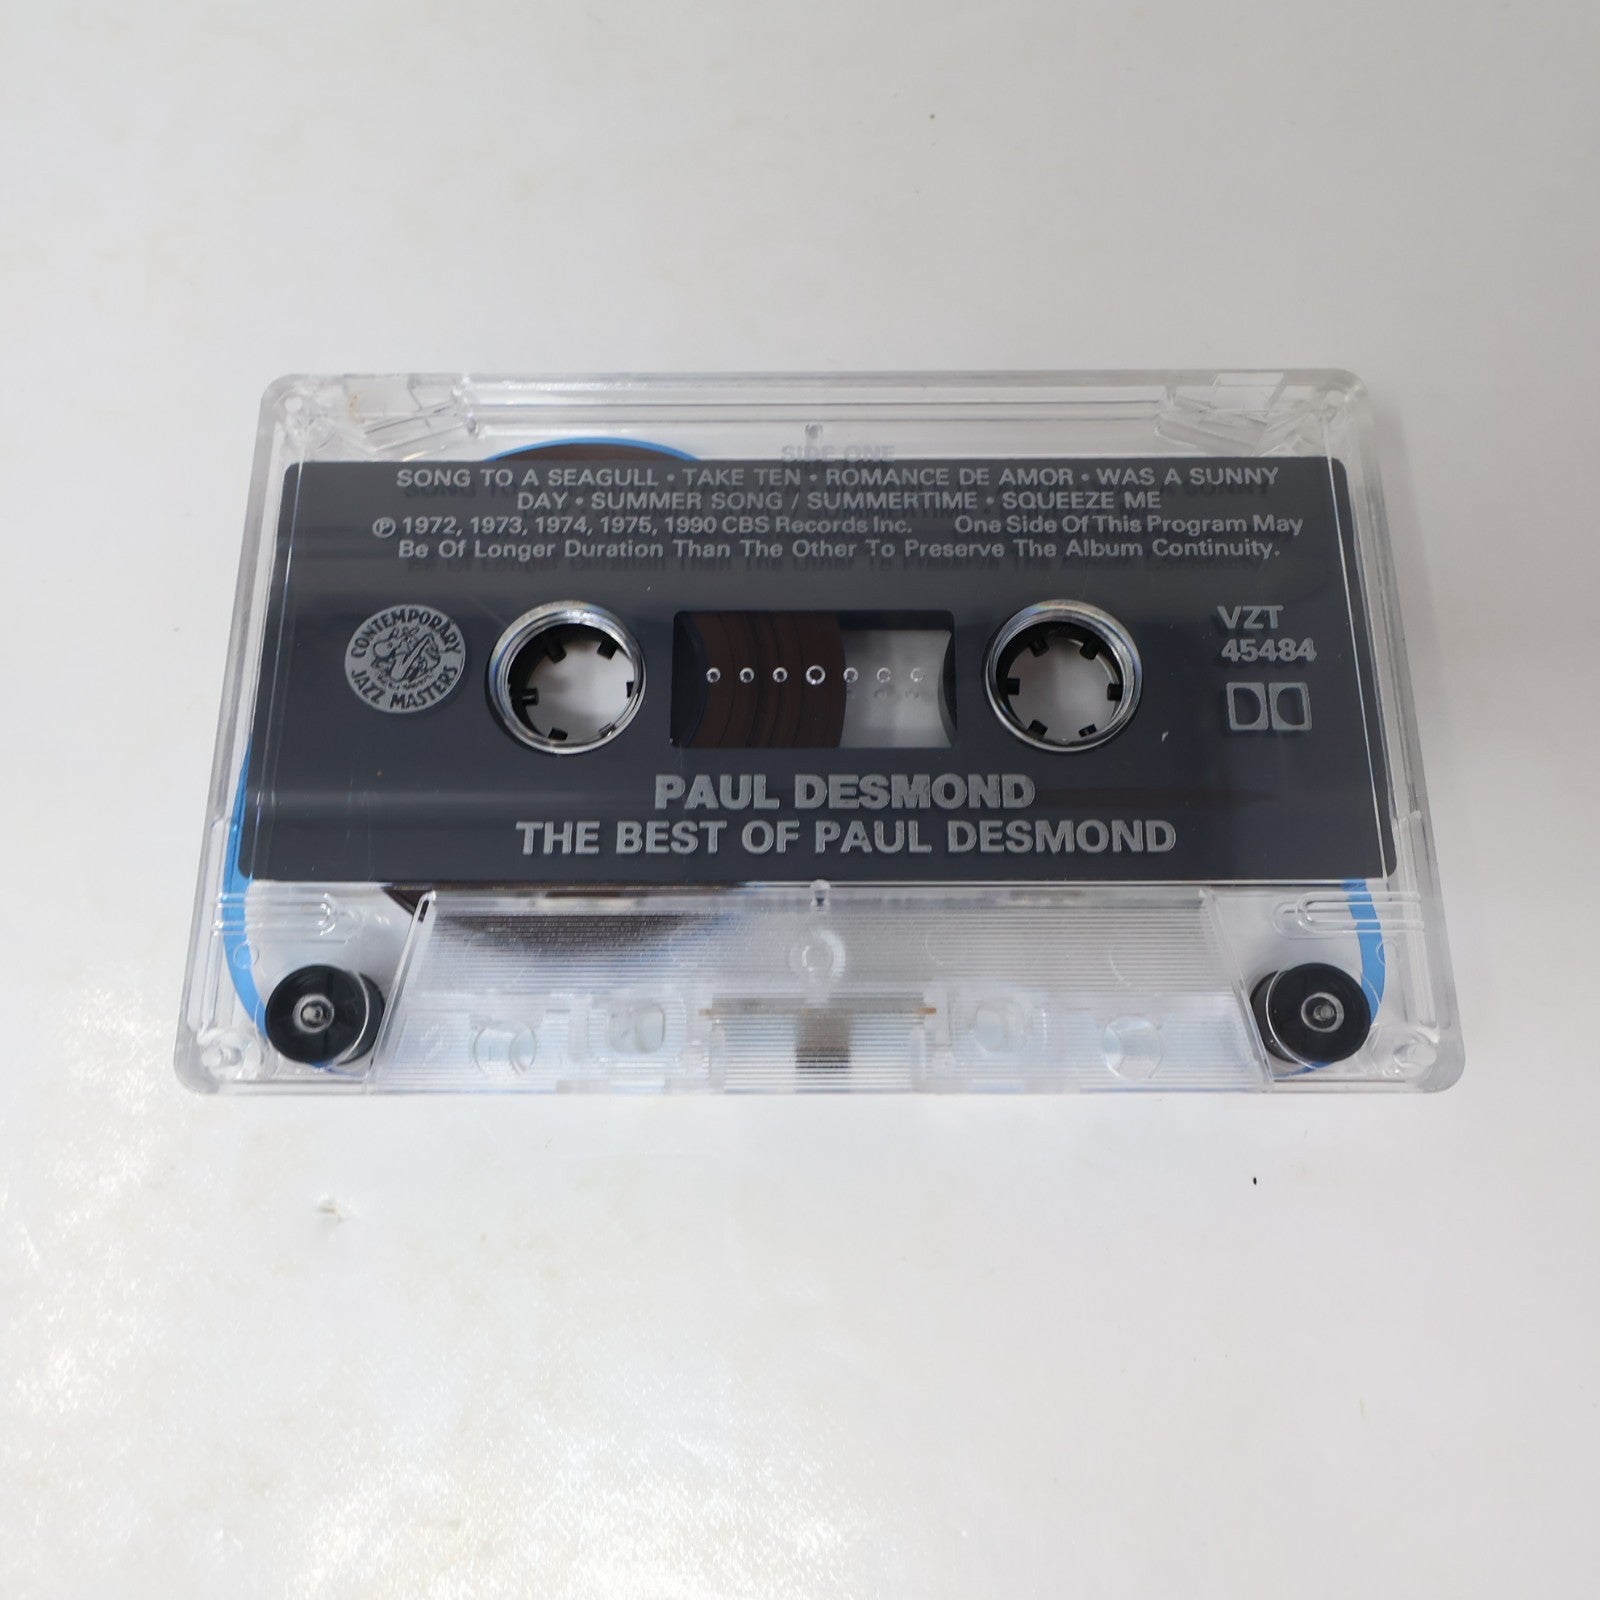 SIDE ONE
SONG TO A SEAGULL • TAKE TEN • ROMANCE DE AMOR • WAS A SUNNY
DAY • SUMMER SONG / SUMMERTIME • SQUEEZE ME
Ⓟ 1972, 1973, 1974, 1975, 1990 CBS Records Inc. One Side Of This Program May
Be Of Longer Duration Than The Other To Preserve The Album Continuity.
CONTEMPORARY
JAZZ MASTERS
VZT
45484
PAUL DESMOND
THE BEST OF PAUL DESMOND